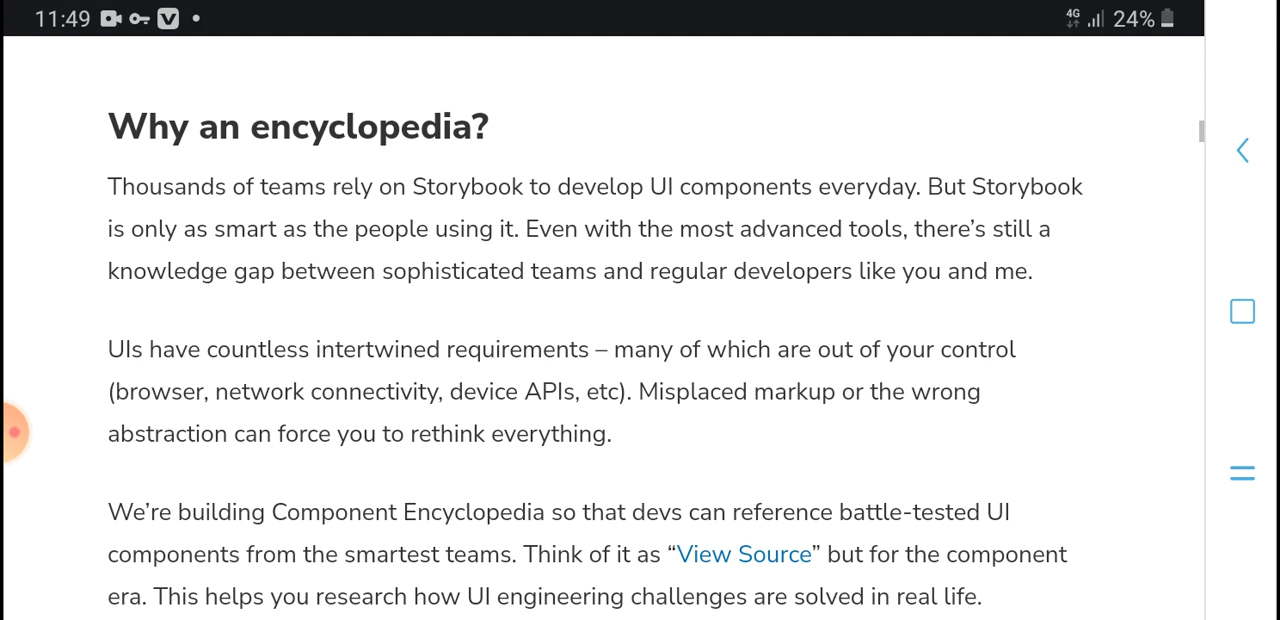 11:49
4G
24%
Why an encyclopedia?
Thousands of teams rely on Storybook to develop UI components everyday. But Storybook
is only as smart as the people using it. Even with the most advanced tools, there’s still a
knowledge gap between sophisticated teams and regular developers like you and me.
UIs have countless intertwined requirements – many of which are out of your control
(browser, network connectivity, device APIs, etc). Misplaced markup or the wrong
abstraction can force you to rethink everything.
We’re building Component Encyclopedia so that devs can reference battle-tested UI
components from the smartest teams. Think of it as “View Source” but for the component
era. This helps you research how UI engineering challenges are solved in real life.